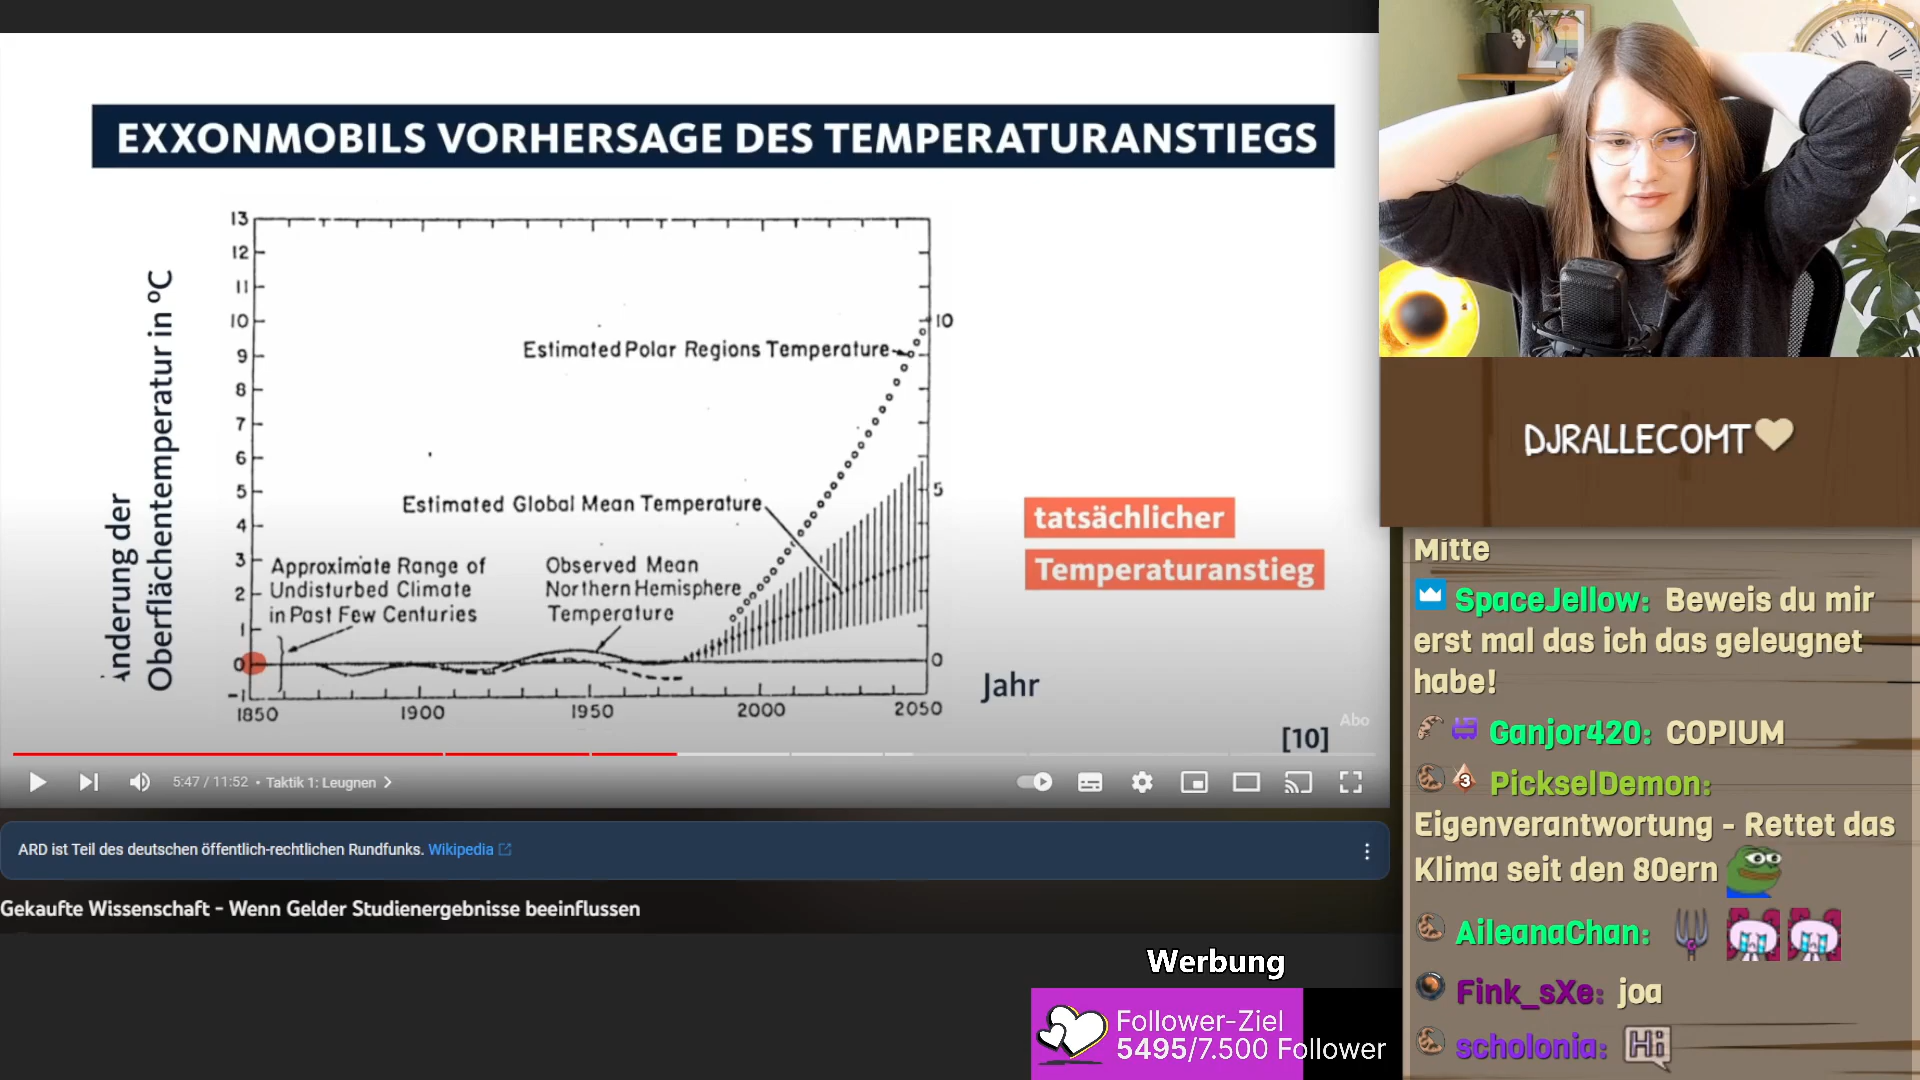 EXXONMOBILS VORHERSAGE DES TEMPERATURANSTIEGS
Änderung der
Oberflächentemperatur in ºC
13
12
11
10
9
8
7
6
5
4
3
2
1
0
-1
10
5
0
Estimated Polar Regions Temperature
Estimated Global Mean Temperature
Approximate Range of
Undisturbed Climate
in Past Few Centuries
Observed Mean
Northern Hemisphere
Temperature
1850
1900
1950
2000
2050
Jahr
tatsächlicher
Temperaturanstieg
[10]
Abo
5:47 / 11:52 • Taktik 1: Leugnen
ARD ist Teil des deutschen öffentlich-rechtlichen Rundfunks. Wikipedia
Gekaufte Wissenschaft - Wenn Gelder Studienergebnisse beeinflussen
Werbung
Follower-Ziel
5495/7.500 Follower
DJRALLECOMT
Mitte
SpaceJellow: Beweis du mir
erst mal das ich das geleugnet
habe!
Ganjor420: COPIUM
3 PickselDemon:
Eigenverantwortung - Rettet das
Klima seit den 80ern
AileanaChan:
Fink_sXe: joa
scholonia: Hi